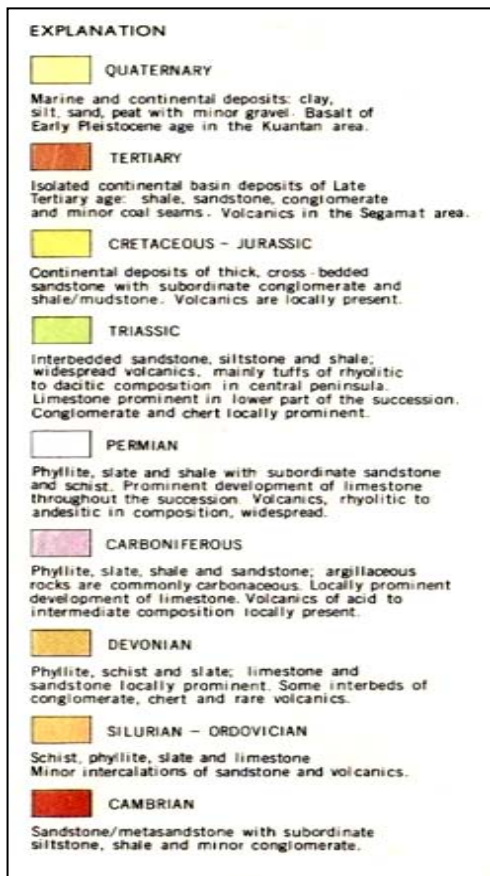 EXPLANATION
QUATERNARY
Marine and continental deposits: clay,
silt, sand, peat with minor gravel. Basalt of
Early Pleistocene age in the Kuantan area.
TERTIARY
Isolated continental basin deposits of Late
Tertiary age: shale, sandstone, conglomerate
and minor coal seams. Volcanics in the Segamat area.
CRETACEOUS - JURASSIC
Continental deposits of thick, cross-bedded
sandstone with subordinate conglomerate and
shale/mudstone. Volcanics are locally present.
TRIASSIC
Interbedded sandstone, siltstone and shale;
widespread volcanics, mainly tuffs of rhyolitic
to dacitic composition in central peninsula.
Limestone prominent in lower part of the succession.
Conglomerate and chert locally prominent.
PERMIAN
Phyllite, slate and shale with subordinate sandstone
and schist. Prominent development of limestone
throughout the succession. Volcanics, rhyolitic to
andesitic in composition, widespread.
CARBONIFEROUS
Phyllite, slate, shale and sandstone; argillaceous
rocks are commonly carbonaceous. Locally prominent
development of limestone. Volcanics of acid to
intermediate composition locally present.
DEVONIAN
Phyllite, schist and slate; limestone and
sandstone locally prominent. Some interbeds of
conglomerate, chert and rare volcanics.
SILURIAN - ORDOVICIAN
Schist, phyllite, slate and limestone
Minor intercalations of sandstone and volcanics.
CAMBRIAN
Sandstone/metasandstone with subordinate
siltstone, shale and minor conglomerate.